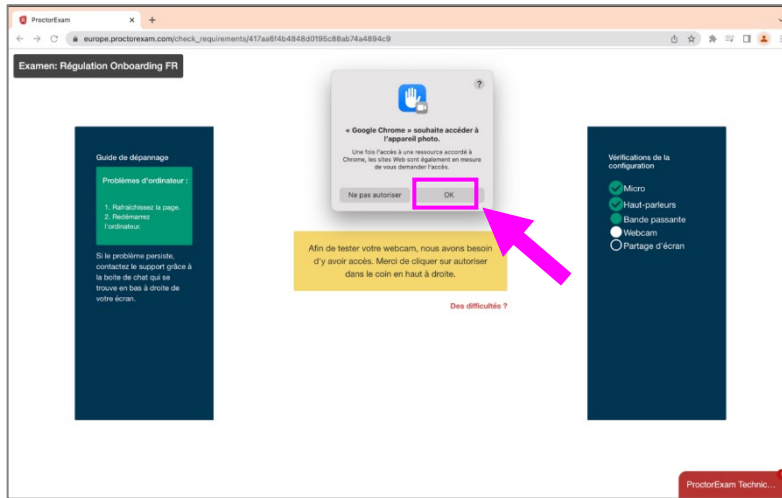 ProctorExam
europe.proctorexam.com/check_requirements/417aa6f4b4848d0195c88ab74a4894c9
Examen: Régulation Onboarding FR
?
« Google Chrome » souhaite accéder à
l'appareil photo.
Une fois l'accès à une ressource accordé à
Chrome, les sites Web sont également en mesure
de vous demander l'accès.
Ne pas autoriser
OK
Guide de dépannage
Problèmes d'ordinateur :
1. Rafraîchissez la page.
2. Redémarrez
l'ordinateur.
Si le problème persiste,
contactez le support grâce à
la boite de chat qui se
trouve en bas à droite de
votre écran.
Afin de tester votre webcam, nous avons besoin
d'y avoir accès. Merci de cliquer sur autoriser
dans le coin en haut à droite.
Des difficultés ?
Vérifications de la
configuration
Micro
Haut-parleurs
Bande passante
Webcam
Partage d'écran
ProctorExam Technic...